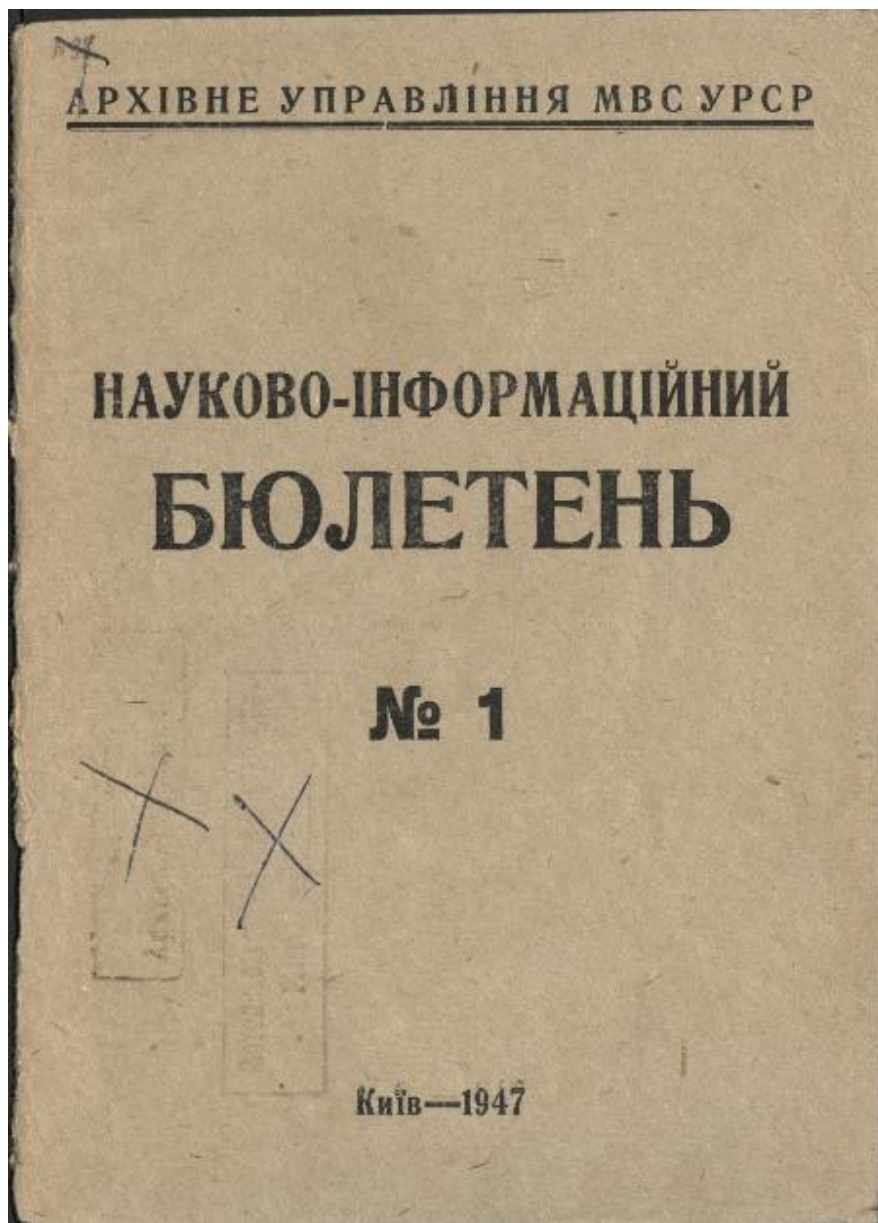 АРХІВНЕ УПРАВЛІННЯ МВС УРСР
НАУКОВО-ІНФОРМАЦІЙНИЙ
БЮЛЕТЕНЬ
№ 1
Київ—1947